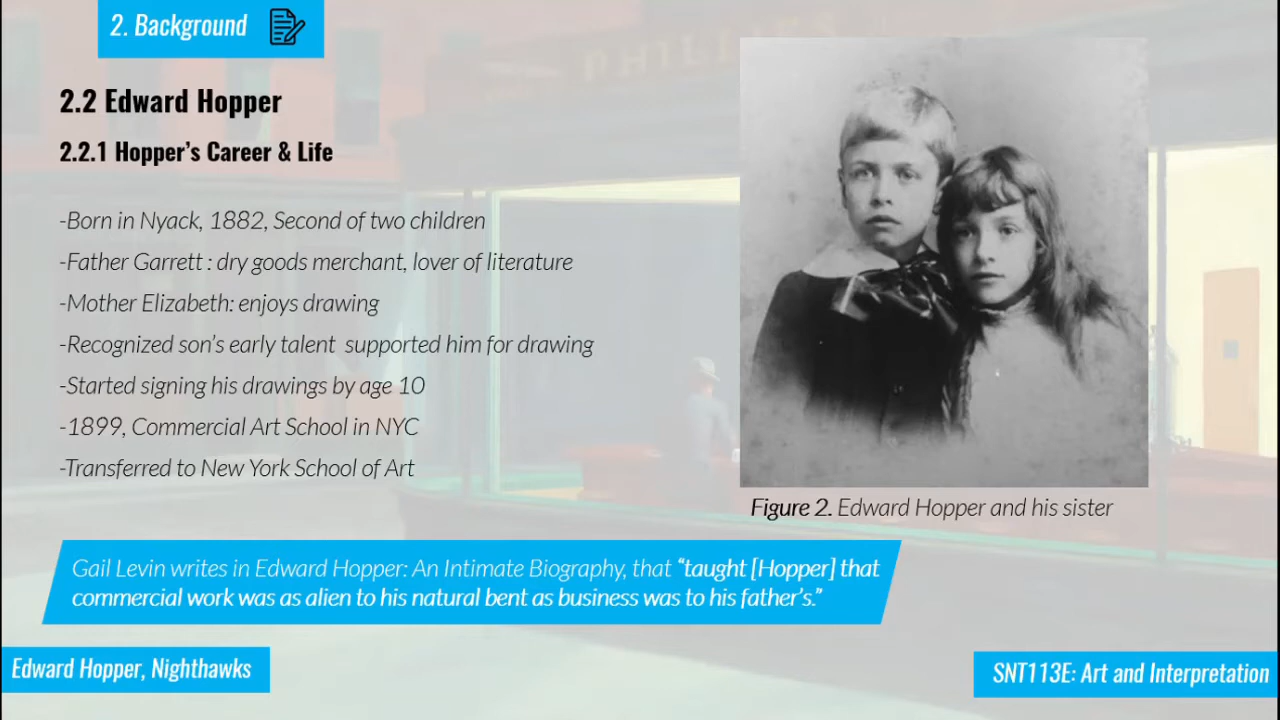 2. Background
PHILL
2.2 Edward Hopper
2.2.1 Hopper's Career & Life
-Born in Nyack, 1882, Second of two children
-Father Garrett : dry goods merchant, lover of literature
-Mother Elizabeth: enjoys drawing
-Recognized son's early talent  supported him for drawing
-Started signing his drawings by age 10
-1899, Commercial Art School in NYC
-Transferred to New York School of Art
Figure 2. Edward Hopper and his sister
Gail Levin writes in Edward Hopper: An Intimate Biography, that “taught [Hopper] that
commercial work was as alien to his natural bent as business was to his father's.”
Edward Hopper, Nighthawks
SNT113E: Art and Interpretation